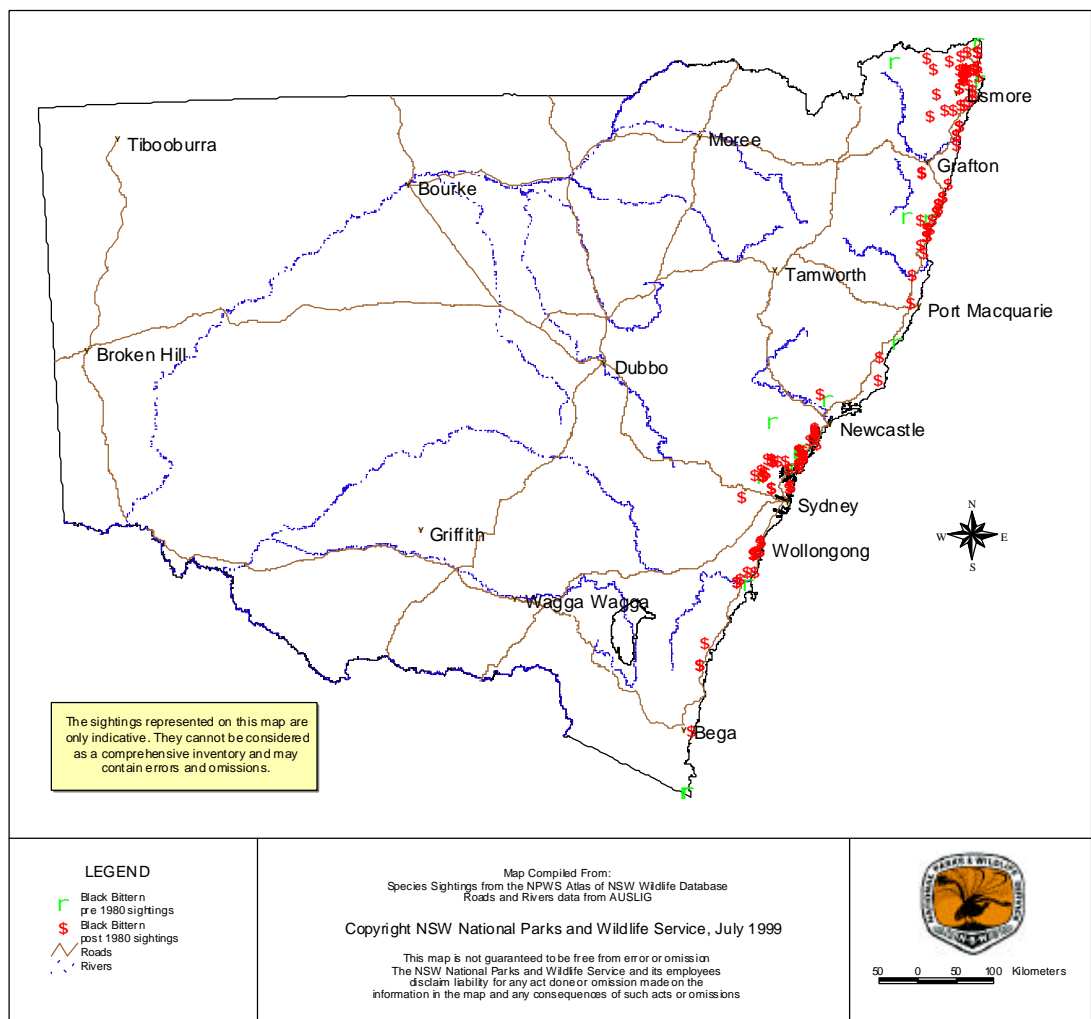 Tibooburra
Moree
Lismore
Grafton
Bourke
Tamworth
Port Macquarie
Broken Hill
Dubbo
Newcastle
Sydney
Griffith
Wollongong
Wagga Wagga
Bega
N
W E
S
The sightings represented on this map are
only indicative. They cannot be considered
as a comprehensive inventory and may
contain errors and omissions.
LEGEND
r Black Bittern
pre 1980 sightings
$ Black Bittern
post 1980 sightings
Roads
Rivers
Map Compiled From:
Species Sightings from the NPWS Atlas of NSW Wildlife Database
Roads and Rivers data from AUSLIG
Copyright NSW National Parks and Wildlife Service, July 1999
This map is not guaranteed to be free from error or omission
The NSW National Parks and Wildlife Service and its employees
disclaim liability for any act done or omission made on the
information in the map and any consequences of such acts or omissions
NATIONAL PARKS & WILDLIFE SERVICE
50 0 50 100 Kilometers